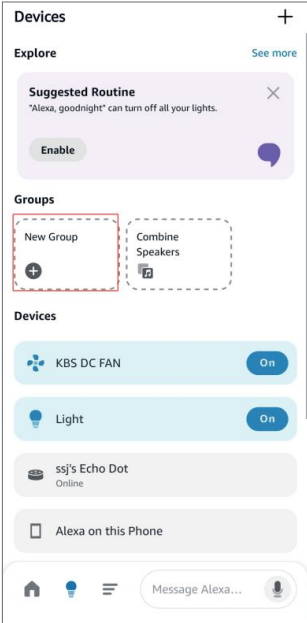 Devices
Explore
See more
Suggested Routine
"Alexa, goodnight" can turn off all your lights.
Enable
Groups
New Group
Combine
Speakers
Devices
KBS DC FAN
On
Light
On
ssj's Echo Dot
Online
Alexa on this Phone
Message Alexa...